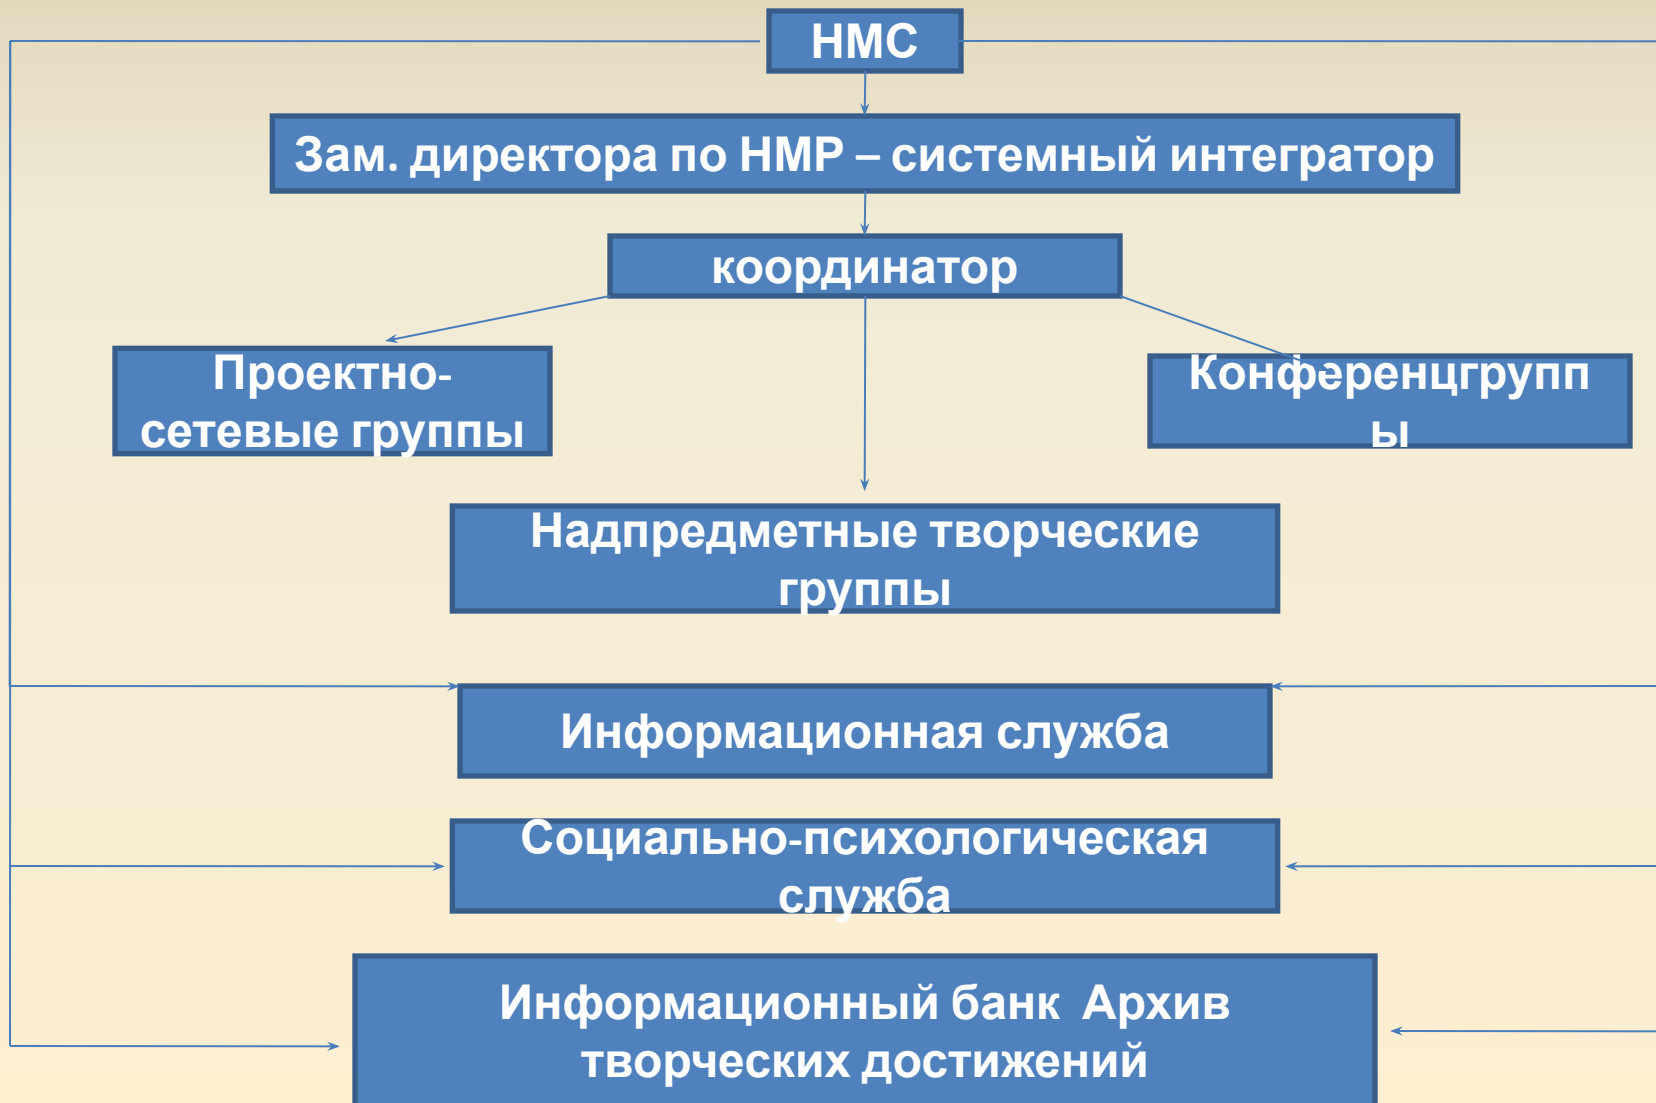 НМС
Зам. директора по НМР – системный интегратор
координатор
Проектно-
сетевые группы
Конференцгрупп
ы
Надпредметные творческие
группы
Информационная служба
Социально-психологическая
служба
Информационный банк  Архив
творческих достижений